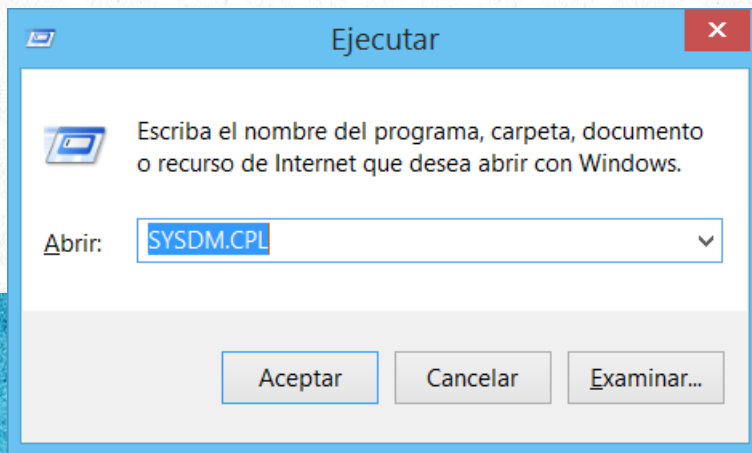 Ejecutar
Escriba el nombre del programa, carpeta, documento
o recurso de Internet que desea abrir con Windows.
Abrir: SYSDM.CPL
Aceptar Cancelar Examinar...